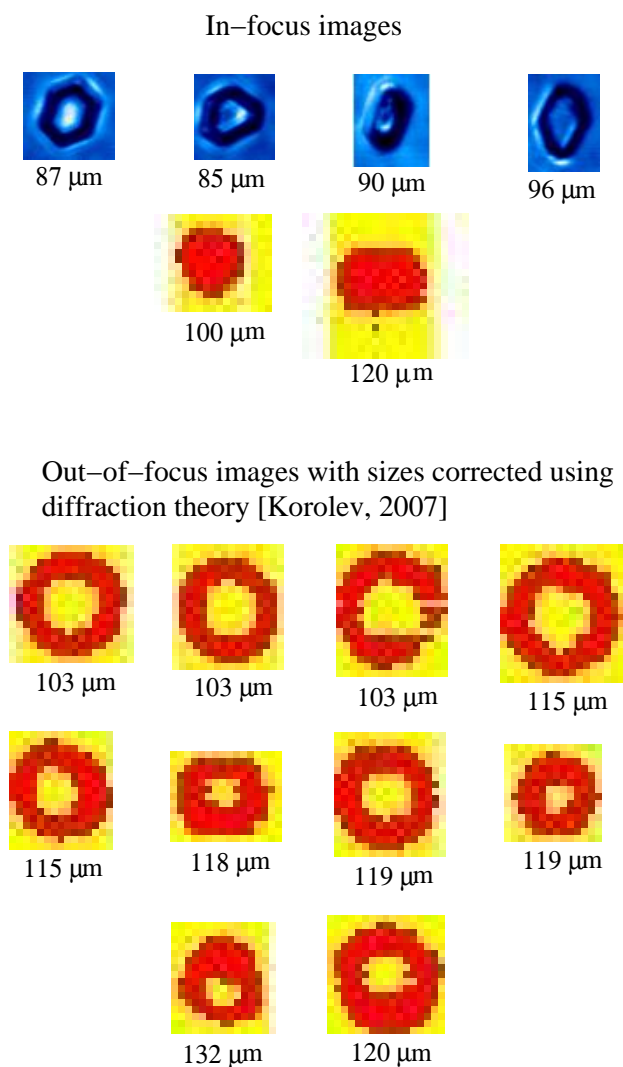 In−focus images
87 μm 85 μm 90 μm 96 μm
100 μm
120 μm
Out−of−focus images with sizes corrected using
diffraction theory [Korolev, 2007]
103 μm 103 μm 103 μm 115 μm
115 μm 118 μm 119 μm 119 μm
132 μm 120 μm